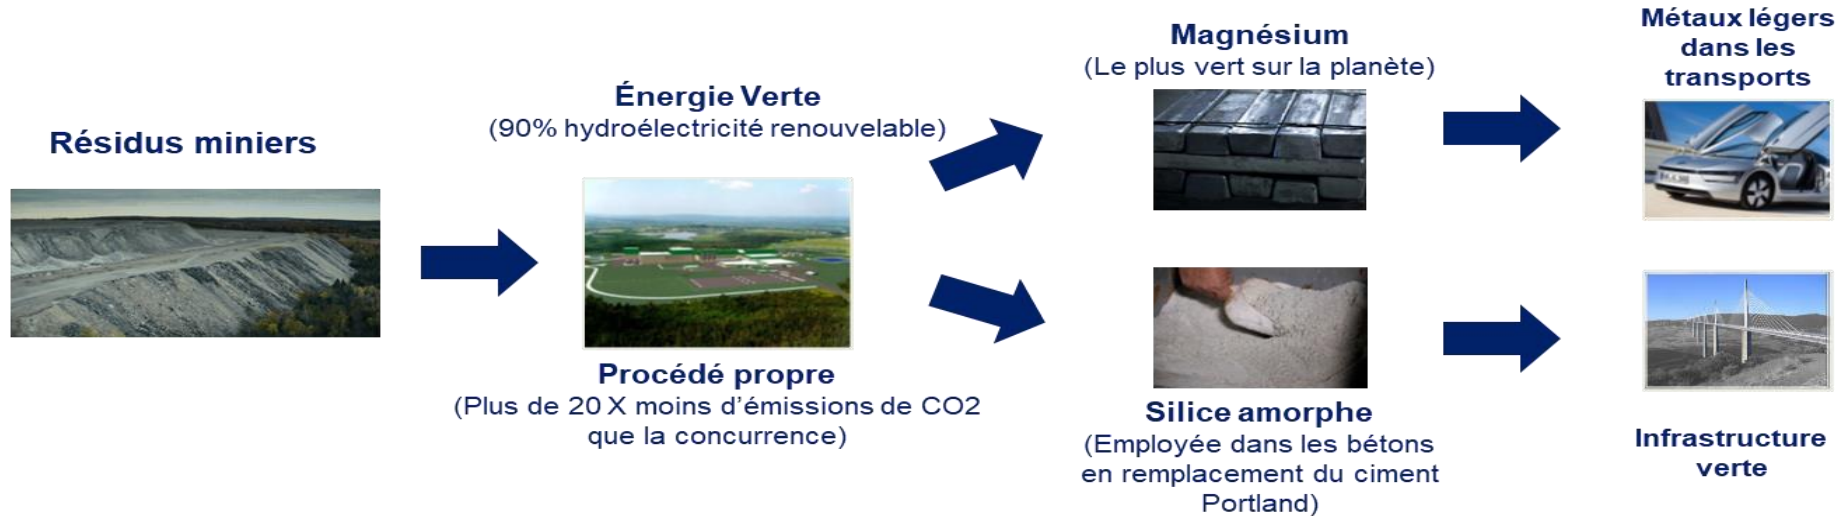 Résidus miniers
Énergie Verte
(90% hydroélectricité renouvelable)
Procédé propre
(Plus de 20 X moins d’émissions de CO2
que la concurrence)
Magnésium
(Le plus vert sur la planète)
Silice amorphe
(Employée dans les bétons
en remplacement du ciment
Portland)
Métaux légers
dans les
transports
Infrastructure
verte